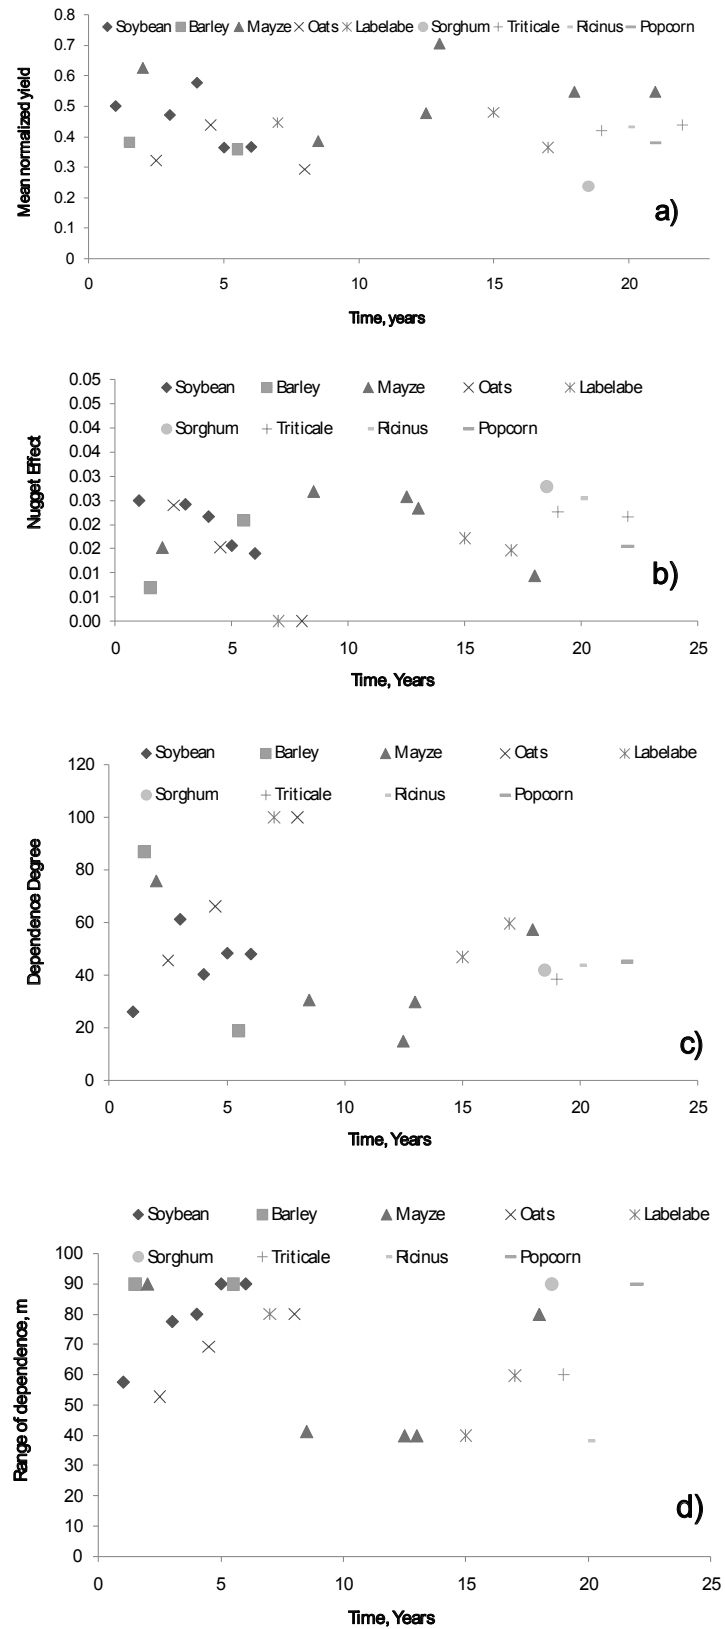 0.8
Soybean Barley Mayze Oats Labelabe Sorghum Triticale Ricinus Popcorn
0.7
0.6
0.5
0.4
0.3
0.2
0.1
0
Mean normalized yield
a)
0 5 10 15 20
Time, years
0.05
Soybean Barley Mayze Oats Labelabe
0.05
0.04
Sorghum Triticale Ricinus Popcorn
0.04
0.03
0.03
0.02
0.02
0.01
0.01
0.00
Nugget Effect
b)
0 5 10 15 20 25
Time, Years
Soybean Barley Mayze Oats Labelabe
120
Sorghum Triticale Ricinus Popcorn
100
80
60
40
20
0
Dependence Degree
c)
0 5 10 15 20 25
Time, Years
Soybean Barley Mayze Oats Labelabe
100
Sorghum Triticale Ricinus Popcorn
90
80
70
60
50
40
30
20
10
0
Range of dependence, m
d)
0 5 10 15 20 25
Time, Years